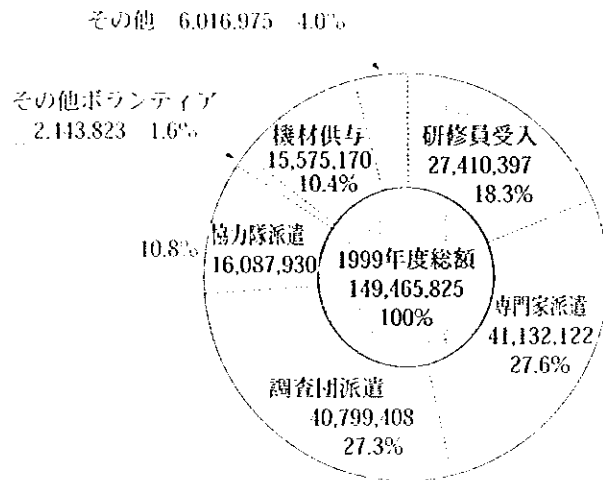 その他 6,016,975 4.0%
その他ボランティア
2,443,823 1.6%
機材供与
15,575,170
10.4%
研修員受入
27,410,397
18.3%
10.8%
協力隊派遣
16,087,930
1999年度総額
149,465,825
100%
専門家派遣
41,132,122
27.6%
調査団派遣
40,799,408
27.3%